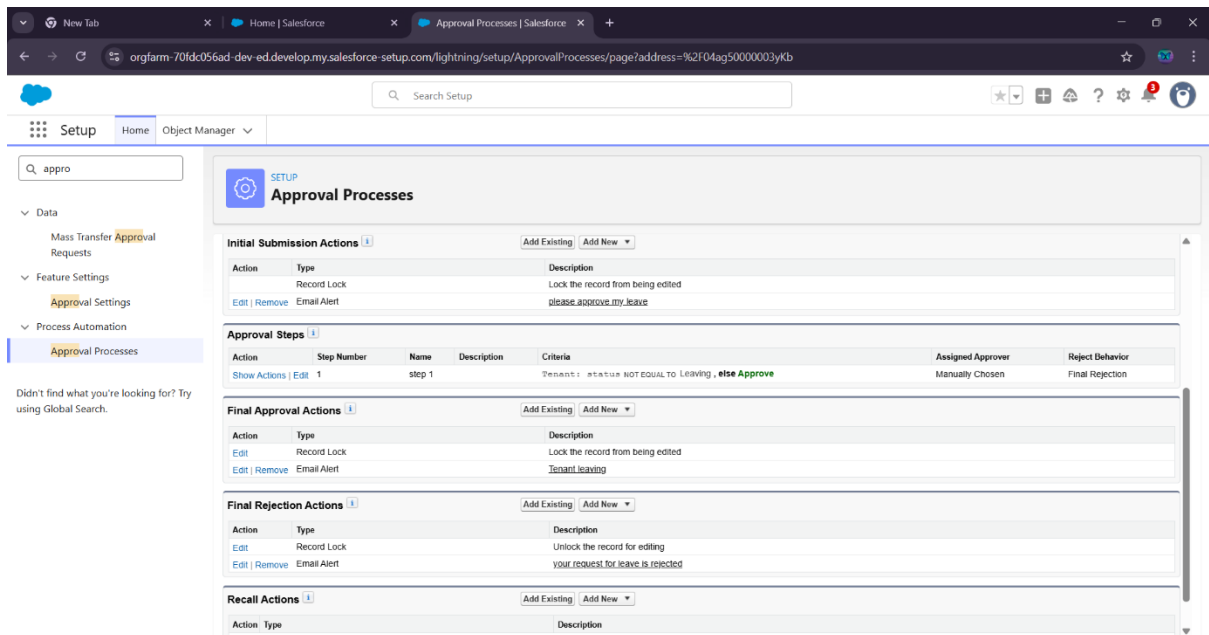 New Tab
Home | Salesforce
Approval Processes | Salesforce
orgfarm-70fdc056ad-dev-ed.develop.my.salesforce-setup.com/lightning/setup/ApprovalProcesses/page?address=%2F04ag50000003yKb
Search Setup
3
Setup Home Object Manager
appro
SETUP
Approval Processes
Data
Mass Transfer Approval
Requests
Feature Settings
Approval Settings
Process Automation
Approval Processes
Didn't find what you're looking for? Try
using Global Search.
Initial Submission Actions i Add Existing Add New
Action Type Description
Record Lock Lock the record from being edited
Edit | Remove Email Alert please approve my leave
Approval Steps i
Action Step Number Name Description Criteria Assigned Approver Reject Behavior
Show Actions | Edit 1 step 1 Tenant: status NOT EQUAL TO Leaving , else Approve Manually Chosen Final Rejection
Final Approval Actions i Add Existing Add New
Action Type Description
Edit Record Lock Lock the record from being edited
Edit | Remove Email Alert Tenant leaving
Final Rejection Actions i Add Existing Add New
Action Type Description
Edit Record Lock Unlock the record for editing
Edit | Remove Email Alert your request for leave is rejected
Recall Actions i Add Existing Add New
Action Type Description